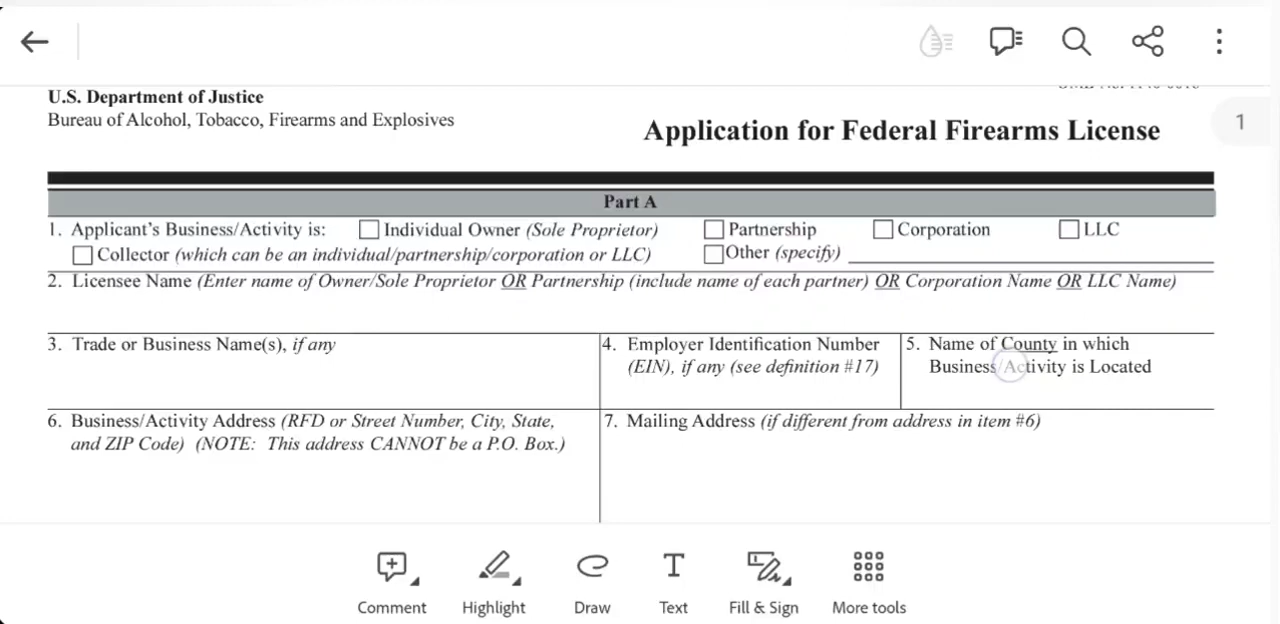 U.S. Department of Justice
Bureau of Alcohol, Tobacco, Firearms and Explosives
Application for Federal Firearms License
1
Part A
1. Applicant's Business/Activity is: Individual Owner (Sole Proprietor) Partnership Corporation LLC
Collector (which can be an individual/partnership/corporation or LLC) Other (specify)
2. Licensee Name (Enter name of Owner/Sole Proprietor OR Partnership (include name of each partner) OR Corporation Name OR LLC Name)
3. Trade or Business Name(s), if any
4. Employer Identification Number
(EIN), if any (see definition #17)
5. Name of County in which
Business/Activity is Located
6. Business/Activity Address (RFD or Street Number, City, State,
and ZIP Code) (NOTE: This address CANNOT be a P.O. Box.)
7. Mailing Address (if different from address in item #6)
Comment Highlight Draw Text Fill & Sign More tools